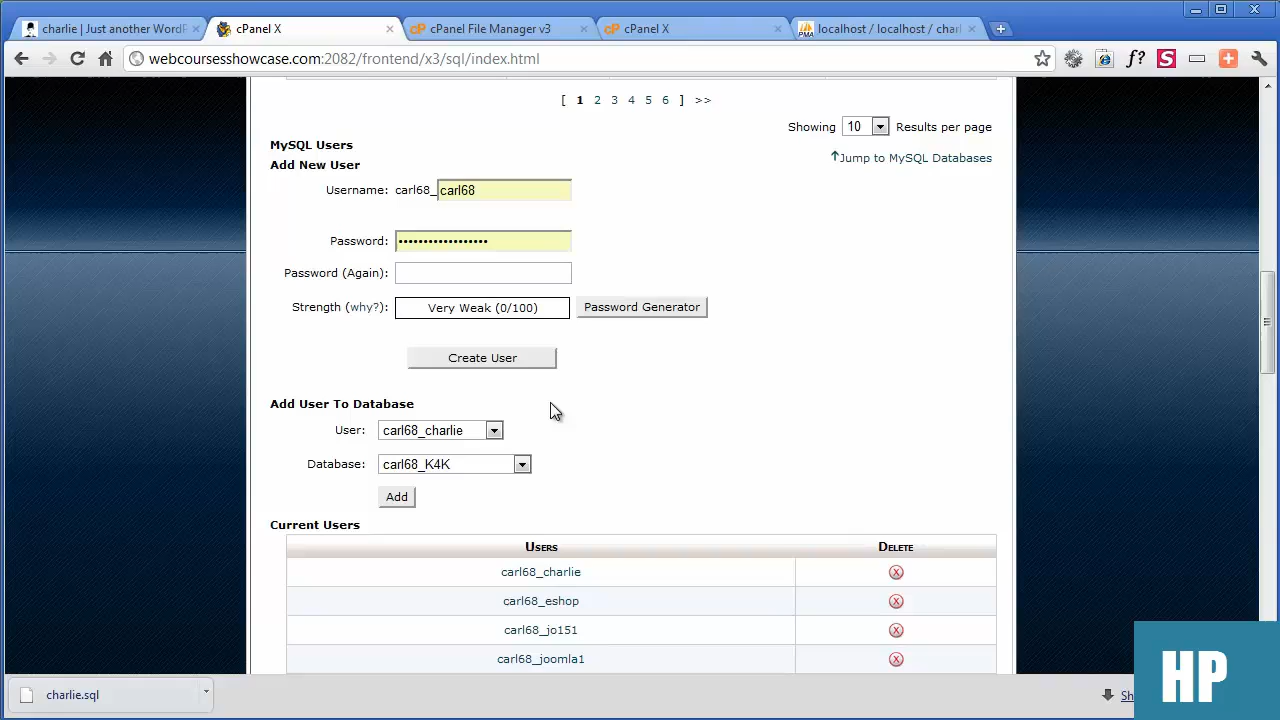 charlie | Just another WordP
cPanel X
cPanel File Manager v3
cPanel X
localhost / localhost / charl
webcoursesshowcase.com:2082/frontend/x3/sql/index.html
[ 1 2 3 4 5 6 ] >>
Showing 10 Results per page
MySQL Users
Jump to MySQL Databases
Add New User
Username: carl68_carl68
Password: ••••••••••••••••••
Password (Again):
Strength (why?): Very Weak (0/100) Password Generator
Create User
Add User To Database
User: carl68_charlie
Database: carl68_K4K
Add
Current Users
Users Delete
carl68_charlie
carl68_eshop
carl68_jo151
carl68_joomla1
charlie.sql
HP